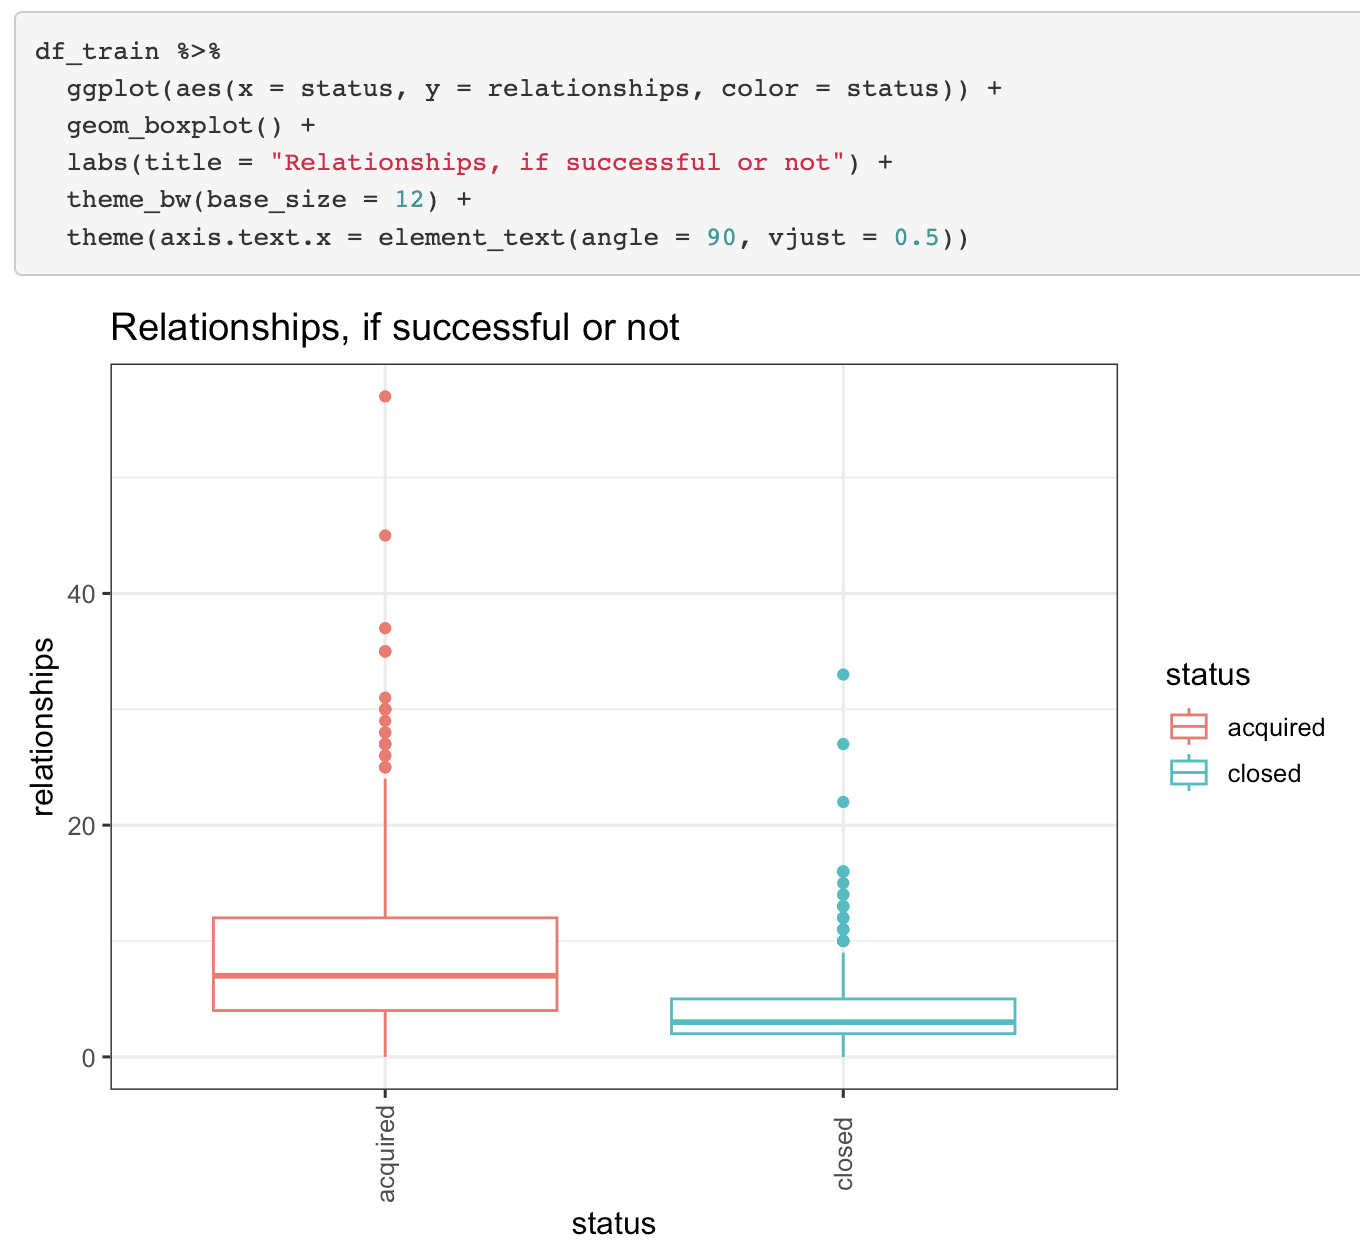 df_train %>%
ggplot(aes(x = status, y = relationships, color = status)) +
geom_boxplot() +
labs(title = "Relationships, if successful or not") +
theme_bw(base_size = 12) +
theme(axis.text.x = element_text(angle = 90, vjust = 0.5))
Relationships, if successful or not
relationships
40
20
0
acquired
closed
status
status
acquired
closed